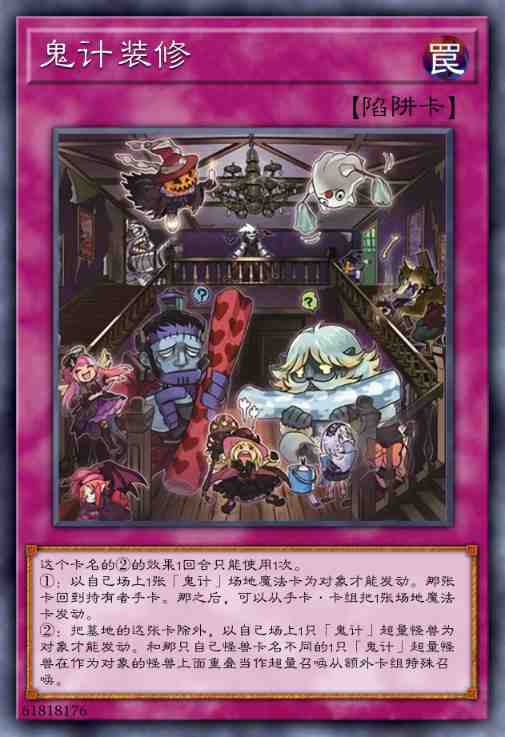 鬼计装修
罠
【陷阱卡】
?
?
这个卡名的②的效果1回合只能使用1次。
①：以自己场上1张「鬼计」场地魔法卡为对象才能发动。那张
卡回到持有者手卡。那之后，可以从手卡·卡组把1张场地魔法
卡发动。
②：把墓地的这张卡除外，以自己场上1只「鬼计」超量怪兽为
对象才能发动。和那只自己怪兽卡名不同的1只「鬼计」超量怪
兽在作为对象的怪兽上面重叠当作超量召唤从额外卡组特殊召
唤。
61818176